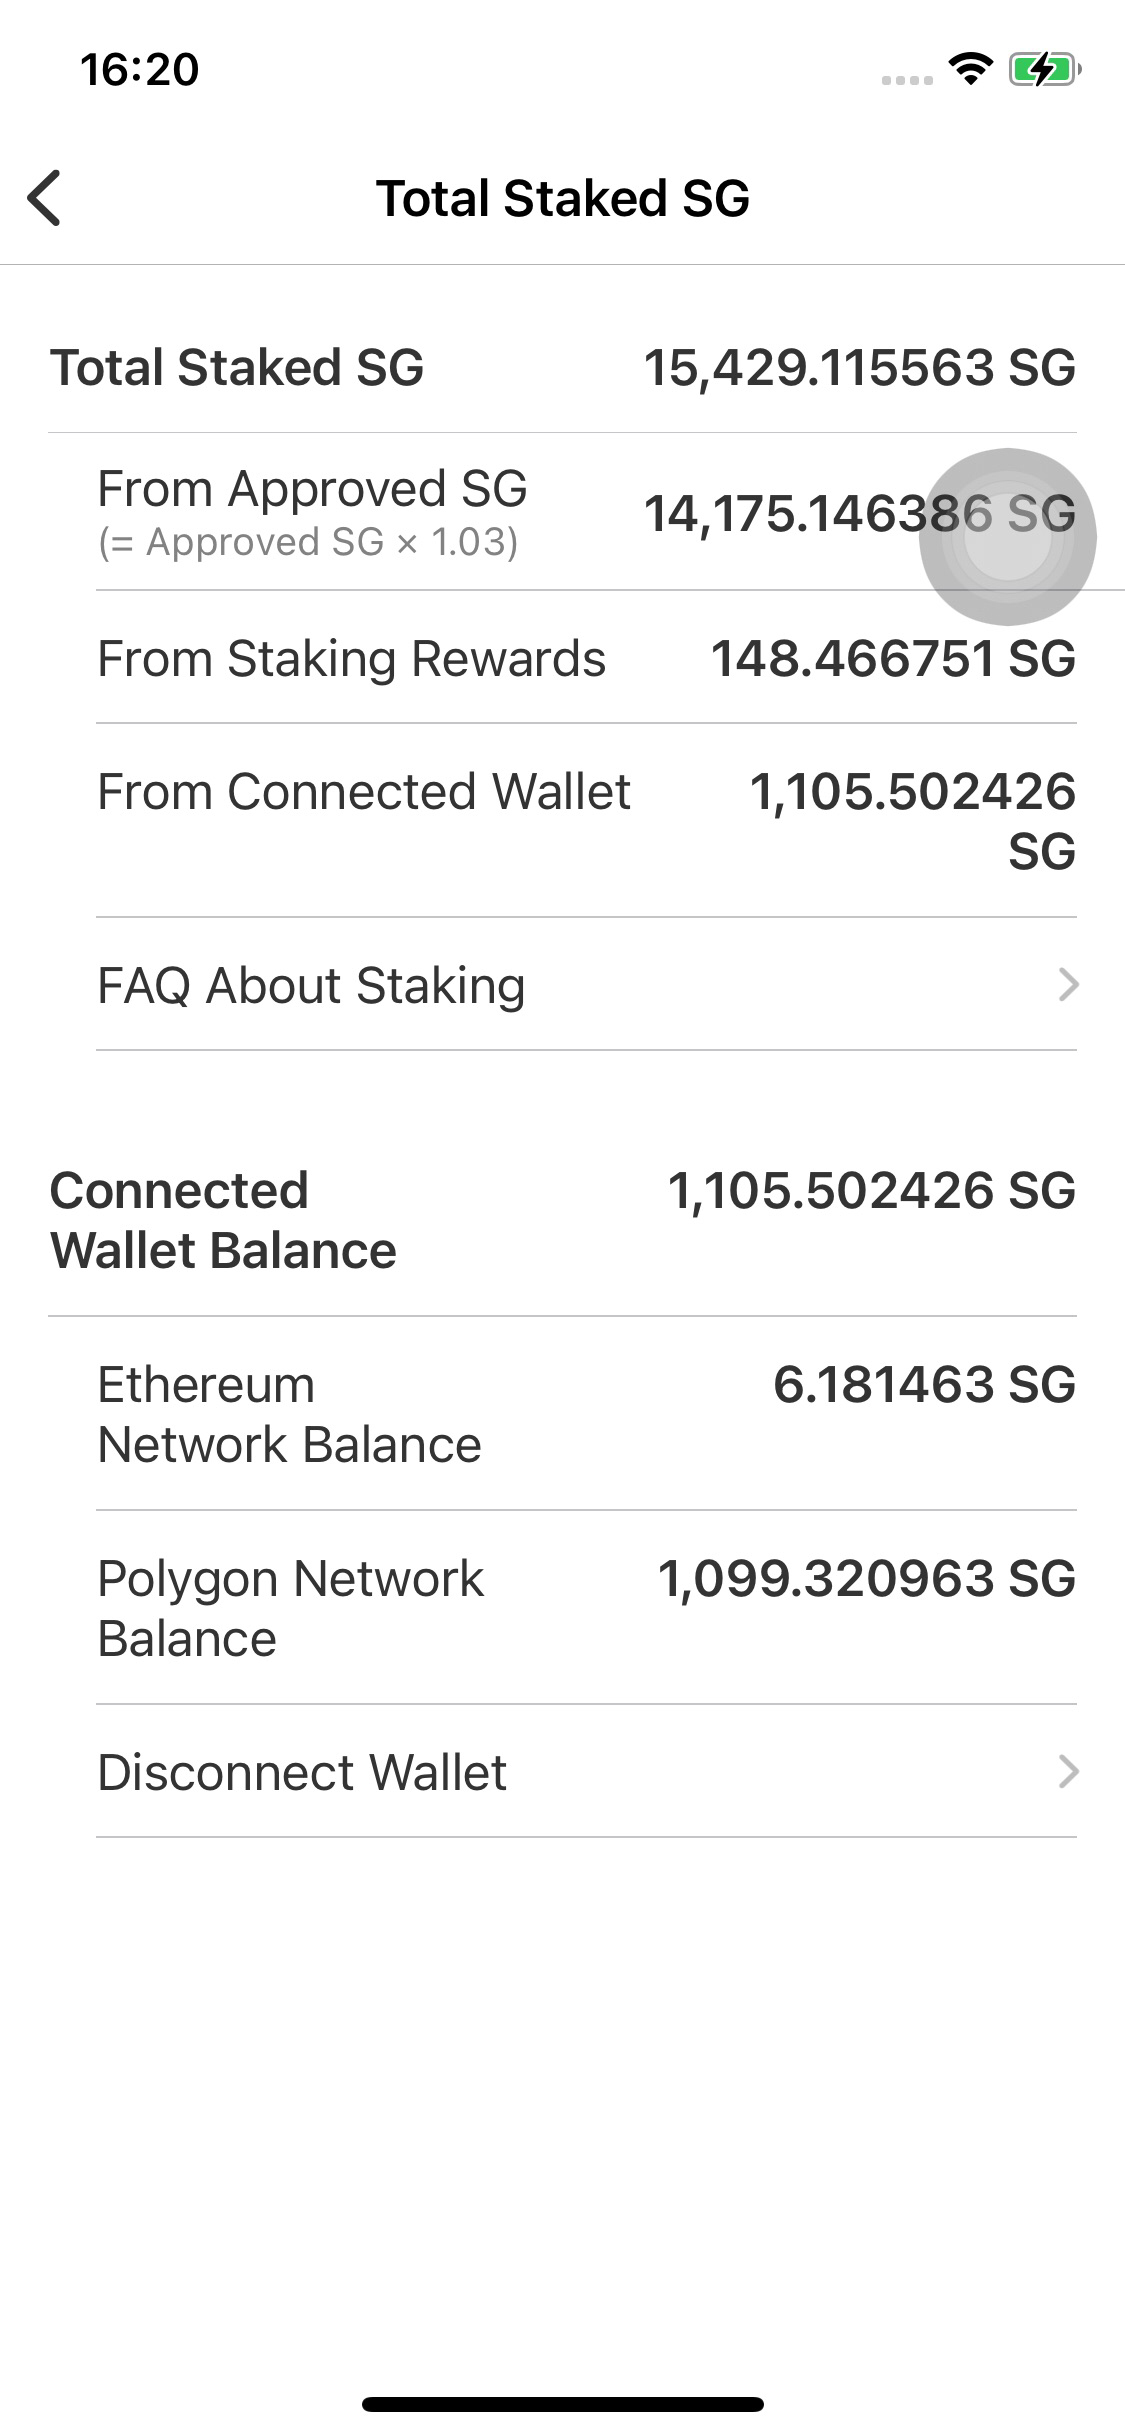 16:20
Total Staked SG
Total Staked SG 15,429.115563 SG
From Approved SG 14,175.146386 SG
(= Approved SG × 1.03)
From Staking Rewards 148.466751 SG
From Connected Wallet 1,105.502426
SG
FAQ About Staking
Connected 1,105.502426 SG
Wallet Balance
Ethereum 6.181463 SG
Network Balance
Polygon Network 1,099.320963 SG
Balance
Disconnect Wallet